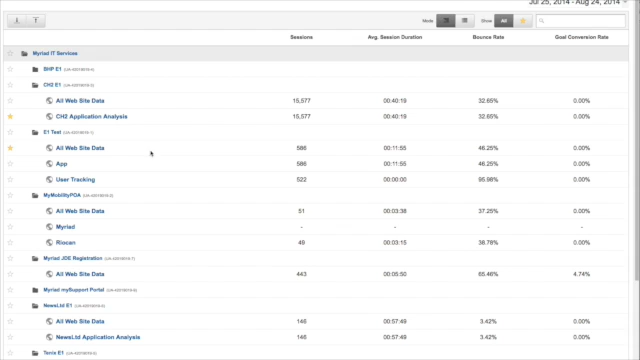 Jul 25, 2014 - Aug 24, 2014
Mode Show All
Sessions Avg. Session Duration Bounce Rate Goal Conversion Rate
Myriad IT Services
SHP E1
CH2 E1
All Web Site Data 15,577 00:40:19 32.65% 0.00%
CH2 Application Analysis 15,577 00:40:19 32.65% 0.00%
E1 Test
All Web Site Data 586 00:11:55 46.25% 0.00%
App 586 00:11:55 46.25% 0.00%
User Tracking 522 00:00:00 95.98% 0.00%
MyMobilityPOA
All Web Site Data 51 00:03:38 37.25% 0.00%
Myriad - - - -
Riocan 49 00:03:15 38.78% 0.00%
Myriad JDE Registration
All Web Site Data 443 00:05:50 65.46% 4.74%
Myriad mySupport Portal
NewsLtd E1
All Web Site Data 146 00:57:49 3.42% 0.00%
NewsLtd Application Analysis 146 00:57:49 3.42% 0.00%
Tenix E1